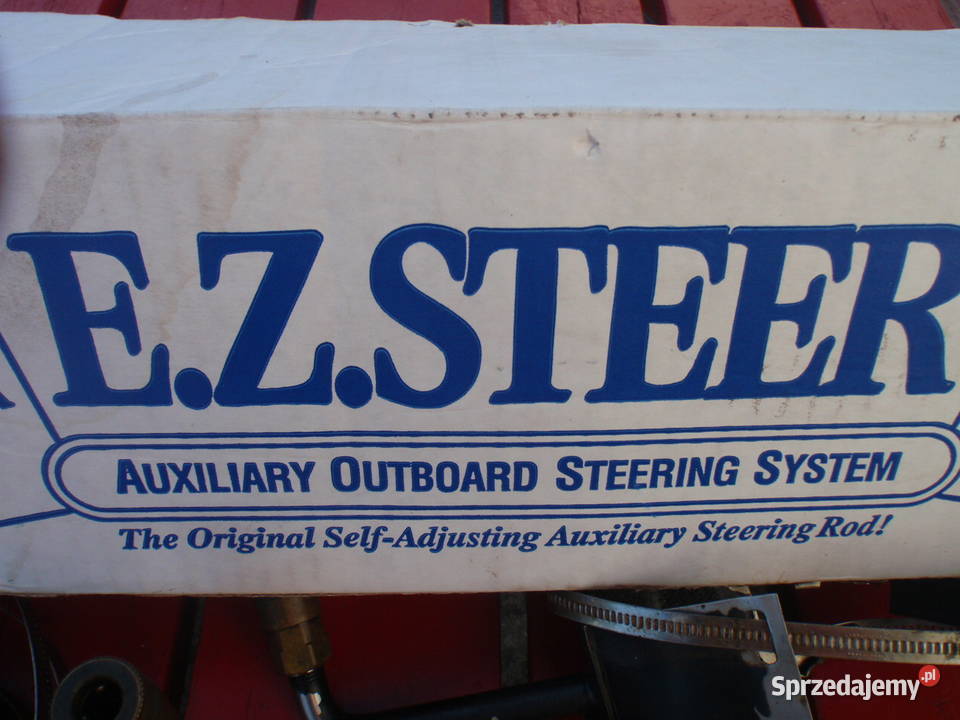 E.Z.STEER
AUXILIARY OUTBOARD STEERING SYSTEM
The Original Self-Adjusting Auxiliary Steering Rod!
Sprzedajemy.pl